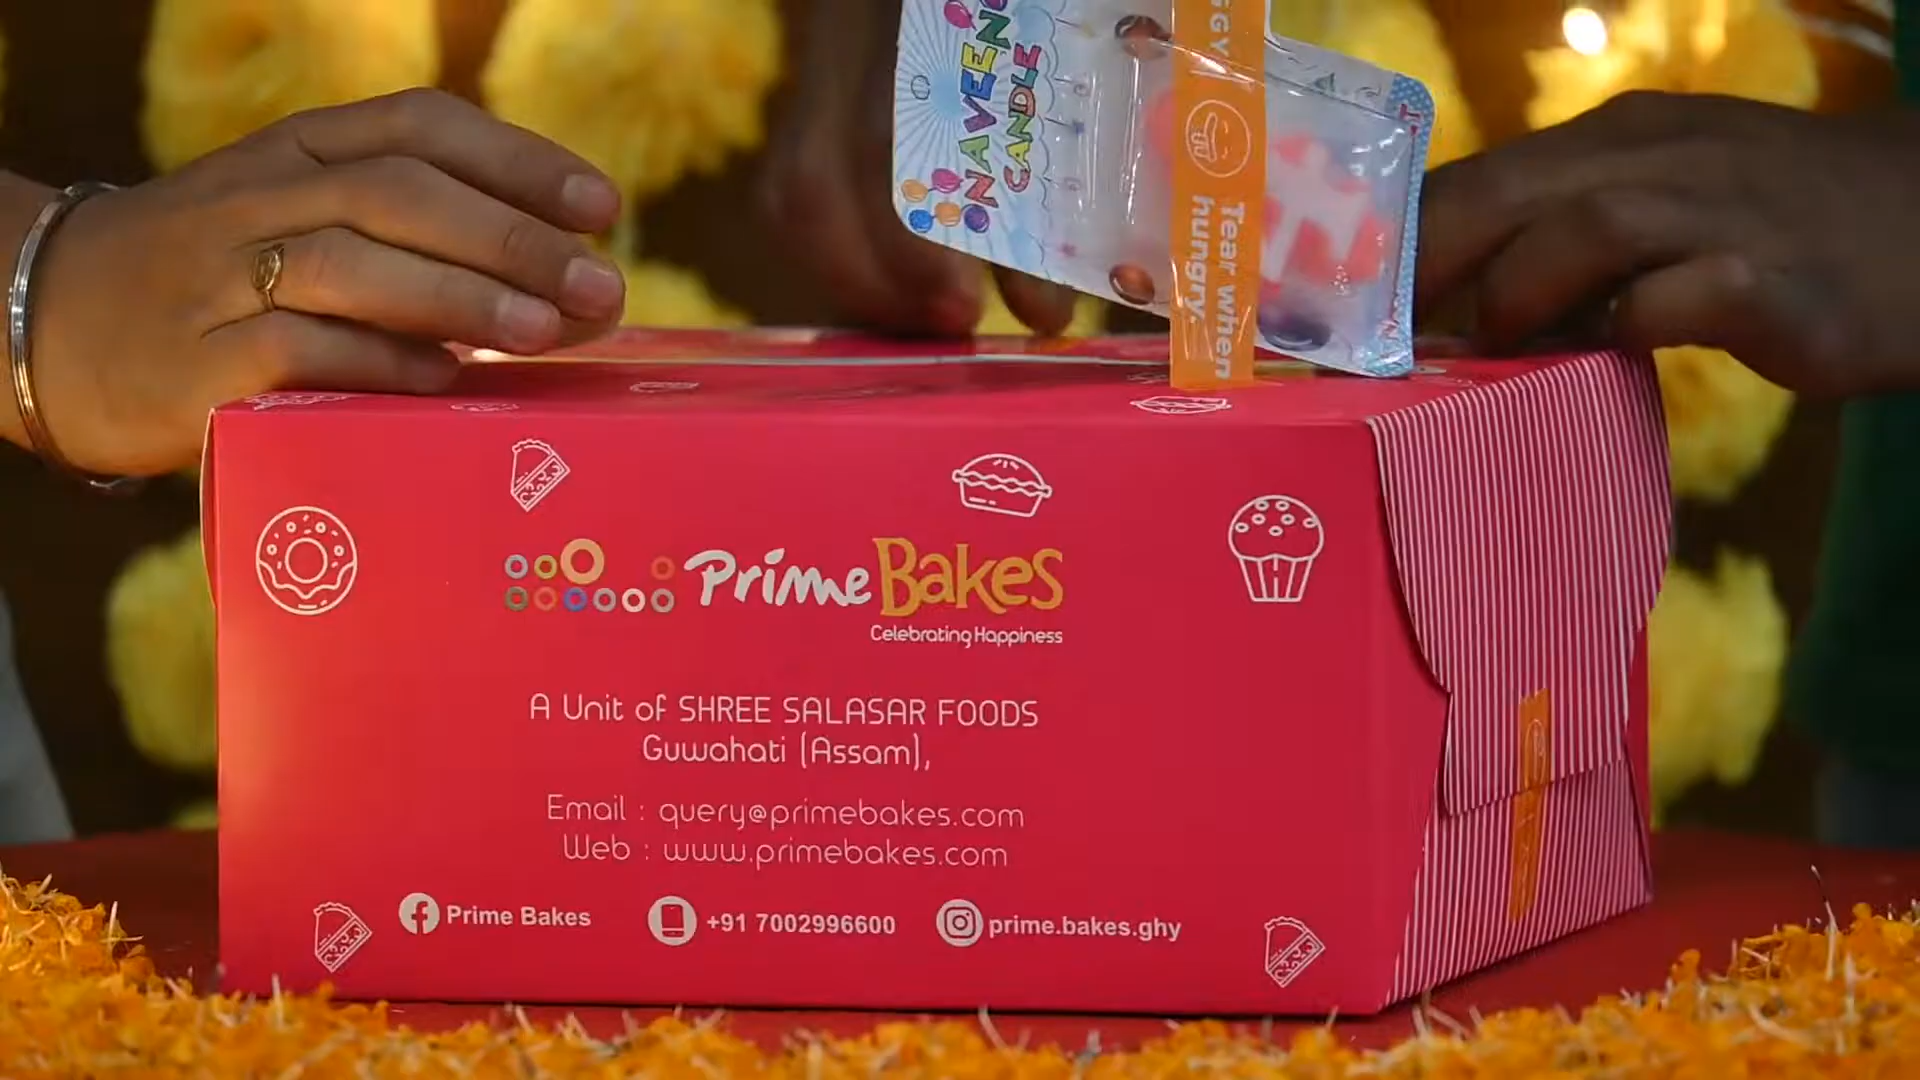 NAVEEN
CANDLE
GGY
Tear when
hungry.
Prime Bakes
Celebrating Happiness
A Unit of SHREE SALASAR FOODS
Guwahati (Assam),
Email : query@primebakes.com
Web : www.primebakes.com
Prime Bakes
+91 7002996600
prime.bakes.ghy